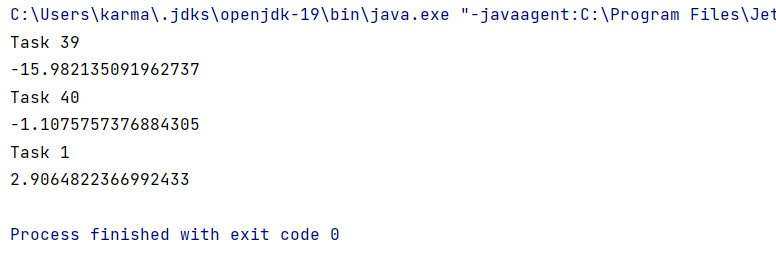 C:\Users\karma\.jdks\openjdk-19\bin\java.exe "-javaagent:C:\Program Files\Jet
Task 39
-15.982135091962737
Task 40
-1.1075757376884305
Task 1
2.9064822366992433
Process finished with exit code 0